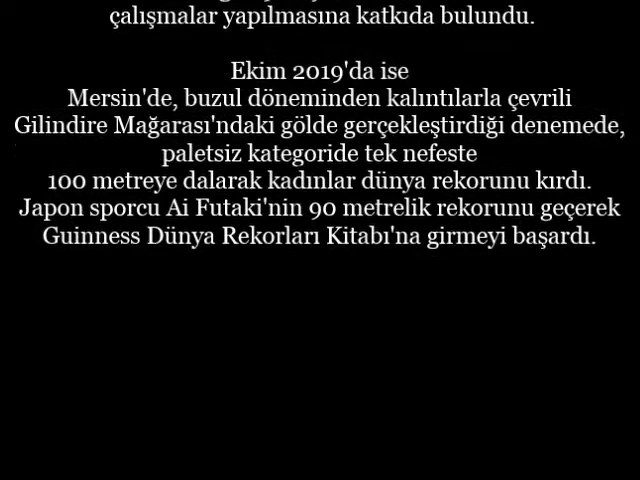 çalışmalar yapılmasına katkıda bulundu.
Ekim 2019'da ise
Mersin'de, buzul döneminden kalıntılarla çevrili
Gilindire Mağarası'ndaki gölde gerçekleştirdiği denemede,
paletsiz kategoride tek nefeste
100 metreye dalarak kadınlar dünya rekorunu kırdı.
Japon sporcu Ai Futaki'nin 90 metrelik rekorunu geçerek
Guinness Dünya Rekorları Kitabı'na girmeyi başardı.